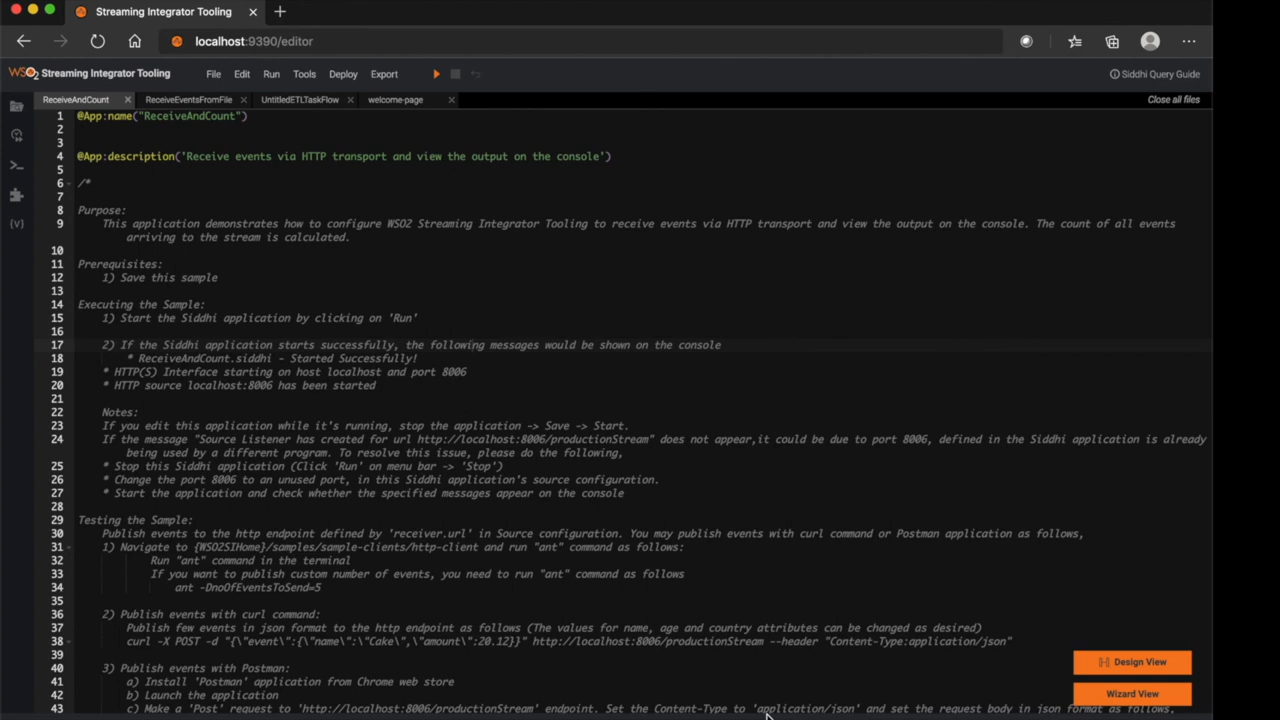 Streaming Integrator Tooling
localhost:9390/editor
WSO2 Streaming Integrator Tooling File Edit Run Tools Deploy Export Siddhi Query Guide
ReceiveAndCount ReceiveEventsFromFile UntitledETLTaskFlow welcome-page Close all files
1 @App:name("ReceiveAndCount")
2
3
4 @App:description('Receive events via HTTP transport and view the output on the console')
5
6 /*
7
8 Purpose:
9 This application demonstrates how to configure WSO2 Streaming Integrator Tooling to receive events via HTTP transport and view the output on the console. The count of all events
arriving to the stream is calculated.
10
11 Prerequisites:
12 1) Save this sample
13
14 Executing the Sample:
15 1) Start the Siddhi application by clicking on 'Run'
16
17 2) If the Siddhi application starts successfully, the following messages would be shown on the console
18 * ReceiveAndCount.siddhi - Started Successfully!
19 * HTTP(S) Interface starting on host localhost and port 8006
20 * HTTP source localhost:8006 has been started
21
22 Notes:
23 If you edit this application while it's running, stop the application -> Save -> Start.
24 If the message "Source Listener has created for url http://localhost:8006/productionStream" does not appear,it could be due to port 8006, defined in the Siddhi application is already
being used by a different program. To resolve this issue, please do the following,
25 * Stop this Siddhi application (Click 'Run' on menu bar -> 'Stop')
26 * Change the port 8006 to an unused port, in this Siddhi application's source configuration.
27 * Start the application and check whether the specified messages appear on the console
28
29 Testing the Sample:
30 Publish events to the http endpoint defined by 'receiver.url' in Source configuration. You may publish events with curl command or Postman application as follows,
31 1) Navigate to {WSO2SIHome}/samples/sample-clients/http-client and run "ant" command as follows:
32 Run "ant" command in the terminal
33 If you want to publish custom number of events, you need to run "ant" command as follows
34 ant -DnoOfEventsToSend=5
35
36 2) Publish events with curl command:
37 Publish few events in json format to the http endpoint as follows (The values for name, age and country attributes can be changed as desired)
38 curl -X POST -d "{\"event\":{\"name\":\"Cake\",\"amount\":20.12}}" http://localhost:8006/productionStream --header "Content-Type:application/json"
39
40 3) Publish events with Postman:
41 a) Install 'Postman' application from Chrome web store
42 b) Launch the application
43 c) Make a 'Post' request to 'http://localhost:8006/productionStream' endpoint. Set the Content-Type to 'application/json' and set the request body in json format as follows,
Design View
Wizard View